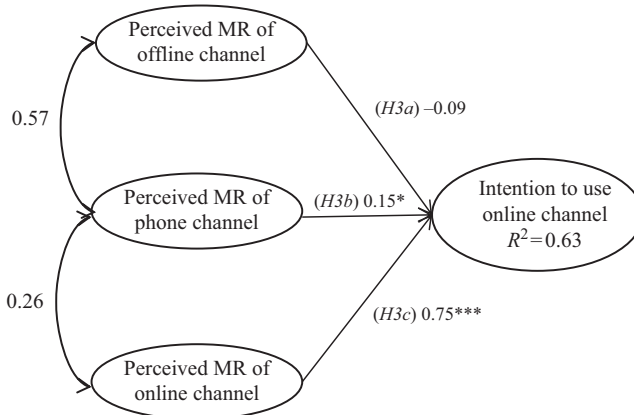 Perceived MR of
offline channel
0.57
(H3a) –0.09
Perceived MR of
phone channel
(H3b) 0.15*
Intention to use
online channel
R²=0.63
0.26
(H3c) 0.75***
Perceived MR of
online channel